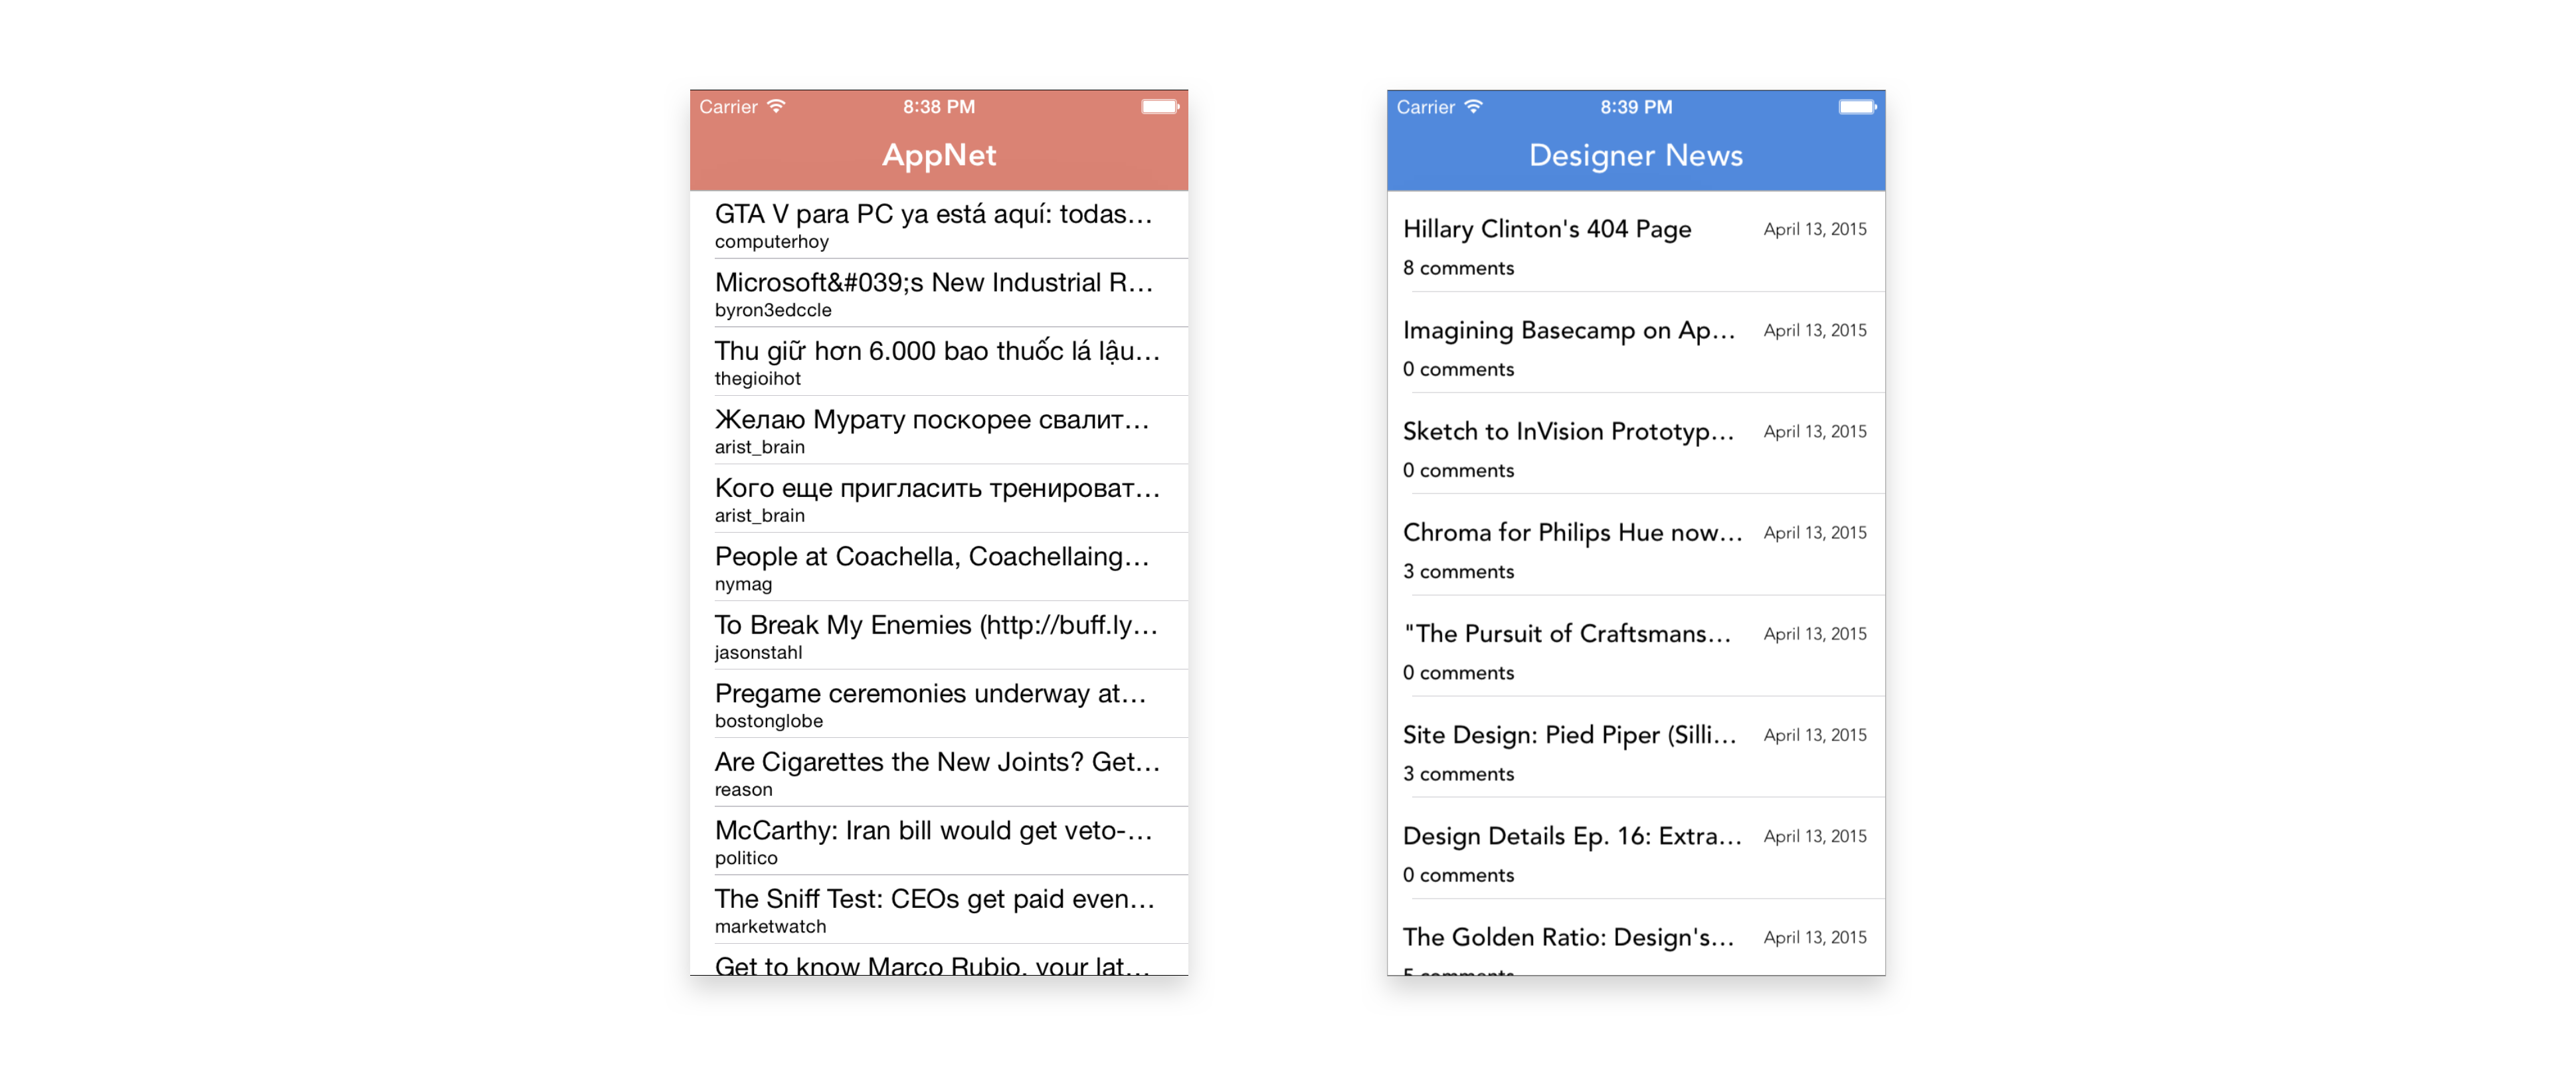 Carrier 8:38 PM
AppNet
GTA V para PC ya está aquí: todas...
computerhoy
Microsoft&#039;s New Industrial R...
byron3edccle
Thu giữ hơn 6.000 bao thuốc lá lậu...
thegioihot
Желаю Мурату поскорее свалит...
arist_brain
Кого еще пригласить тренироват...
arist_brain
People at Coachella, Coachellaing...
nymag
To Break My Enemies (http://buff.ly...
jasonstahl
Pregame ceremonies underway at...
bostonglobe
Are Cigarettes the New Joints? Get...
reason
McCarthy: Iran bill would get veto-...
politico
The Sniff Test: CEOs get paid even...
marketwatch
Get to know Marco Rubio, your lat...
Carrier 8:39 PM
Designer News
Hillary Clinton's 404 Page April 13, 2015
8 comments
Imagining Basecamp on Ap... April 13, 2015
0 comments
Sketch to InVision Prototyp... April 13, 2015
0 comments
Chroma for Philips Hue now... April 13, 2015
3 comments
"The Pursuit of Craftsmans... April 13, 2015
0 comments
Site Design: Pied Piper (Silli... April 13, 2015
3 comments
Design Details Ep. 16: Extra... April 13, 2015
0 comments
The Golden Ratio: Design's... April 13, 2015
5 comments